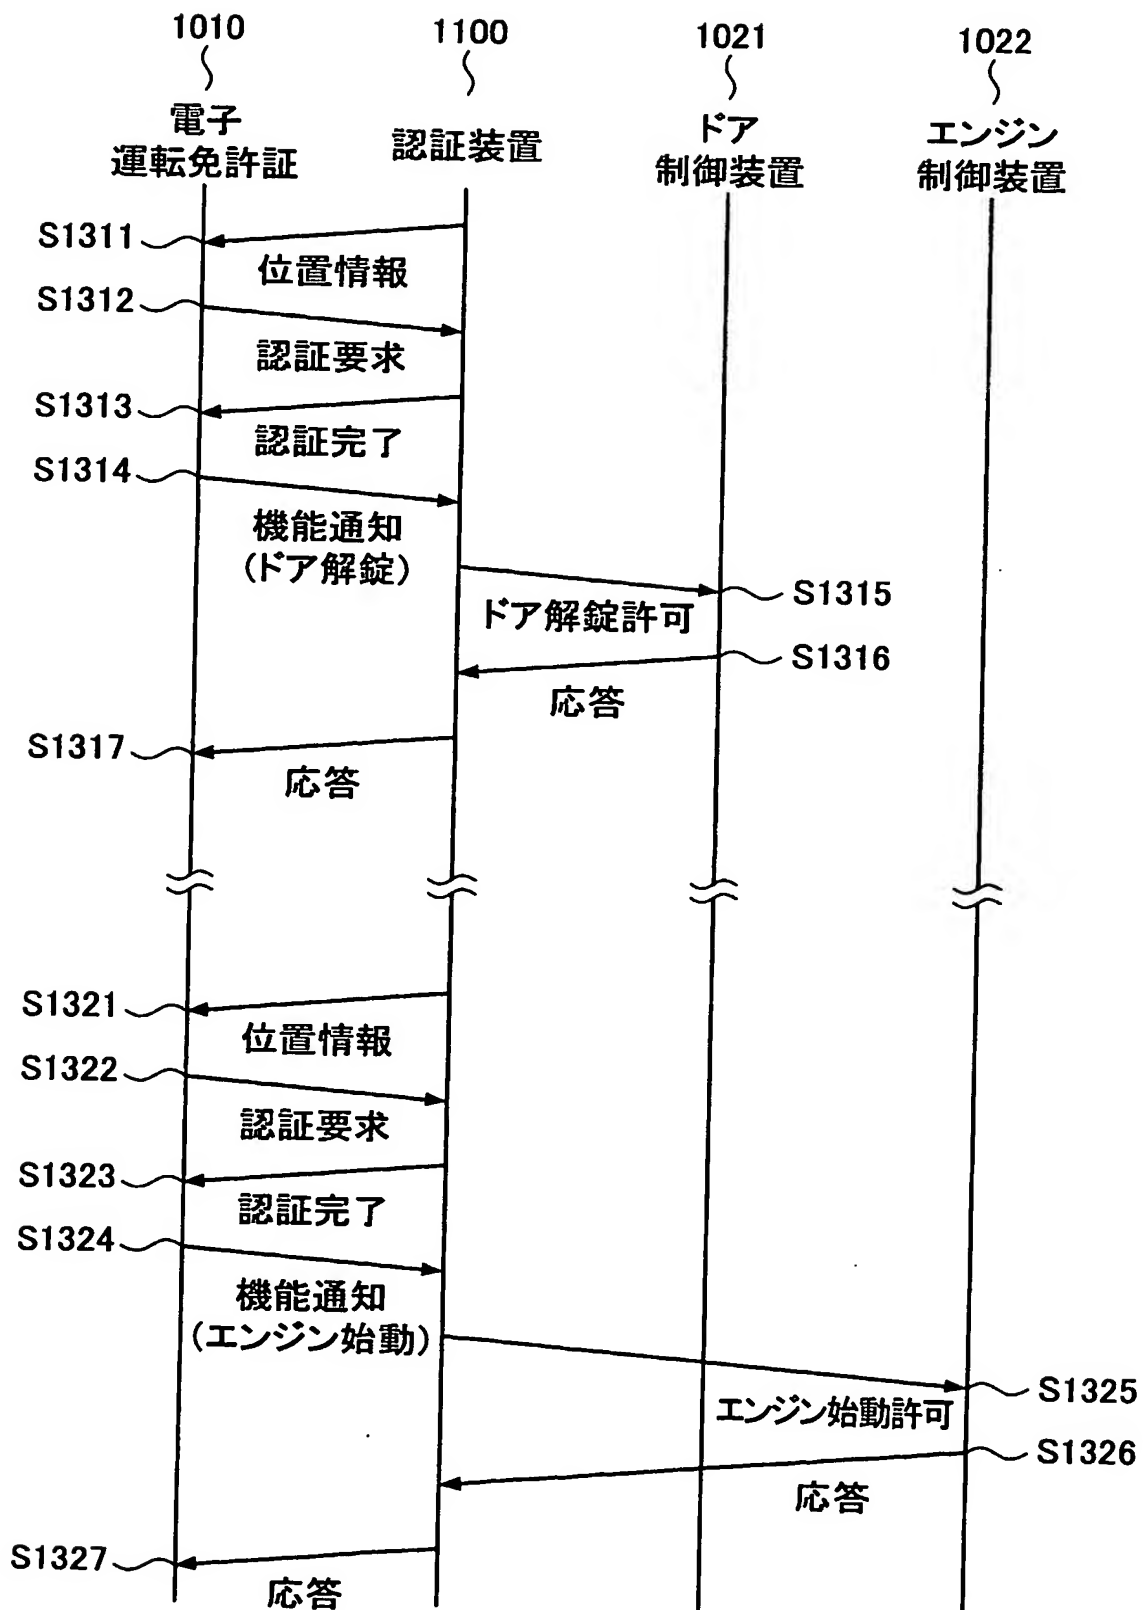 1010
1100
1021
1022
電子
運転免許証
認証装置
ドア
制御装置
エンジン
制御装置
S1311
位置情報
S1312
認証要求
S1313
認証完了
S1314
機能通知
(ドア解錠)
S1315
ドア解錠許可
S1316
応答
S1317
応答
S1321
位置情報
S1322
認証要求
S1323
認証完了
S1324
機能通知
(エンジン始動)
S1325
エンジン始動許可
S1326
応答
S1327
応答